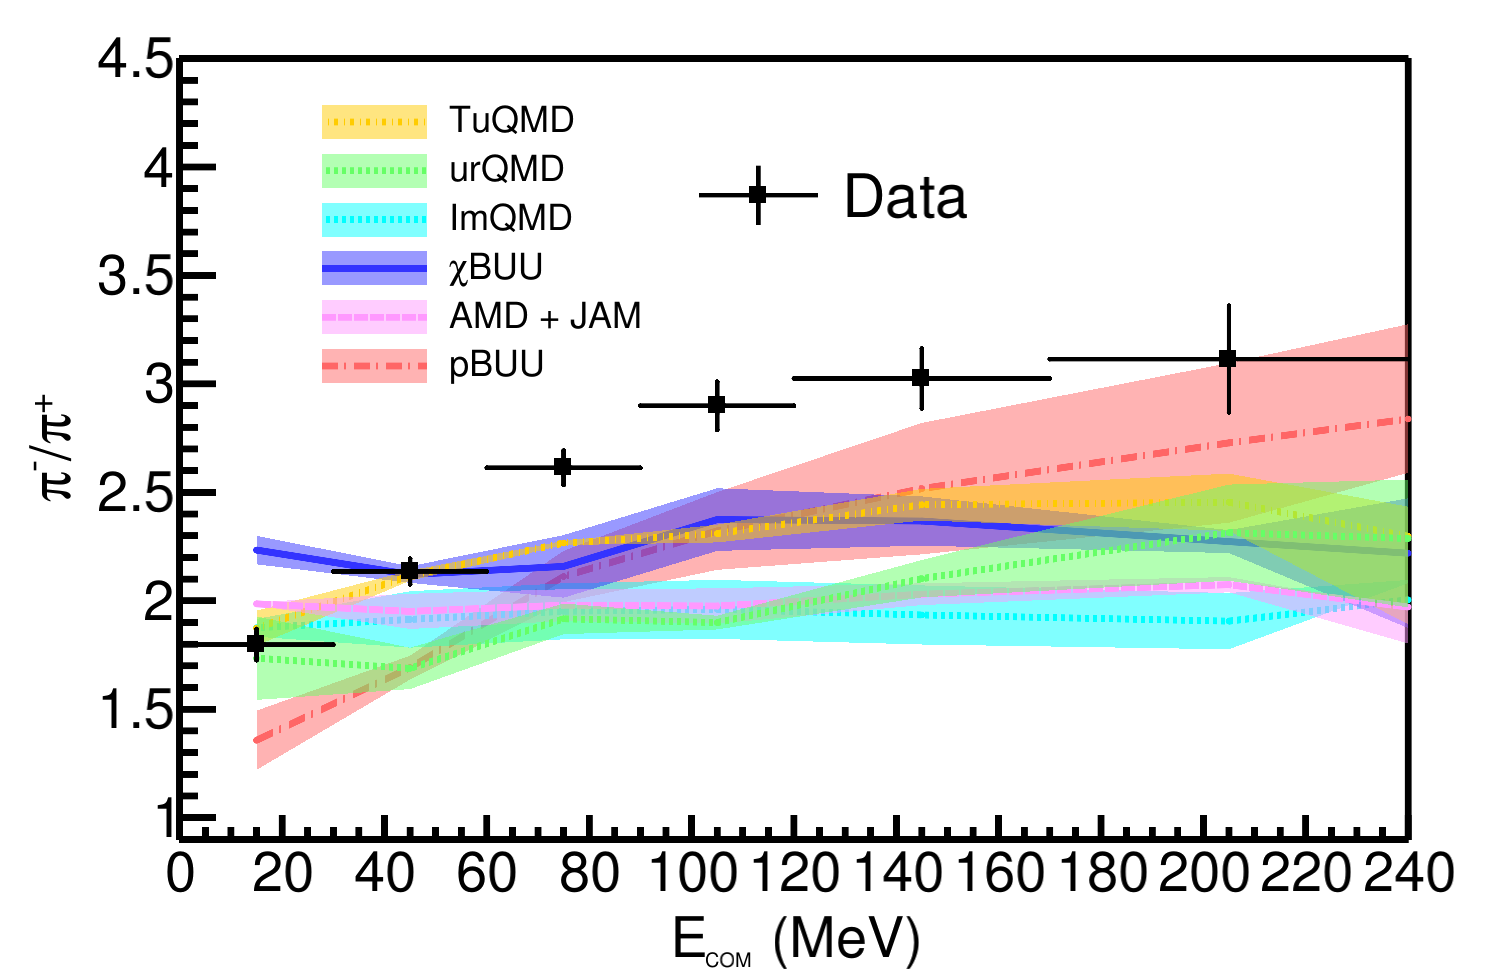 4.5
4
3.5
3
2.5
2
1.5
1
π⁻/π⁺
TuQMD
urQMD
ImQMD
χBUU
AMD + JAM
pBUU
Data
0 20 40 60 80 100 120 140 160 180 200 220 240
E_COM (MeV)